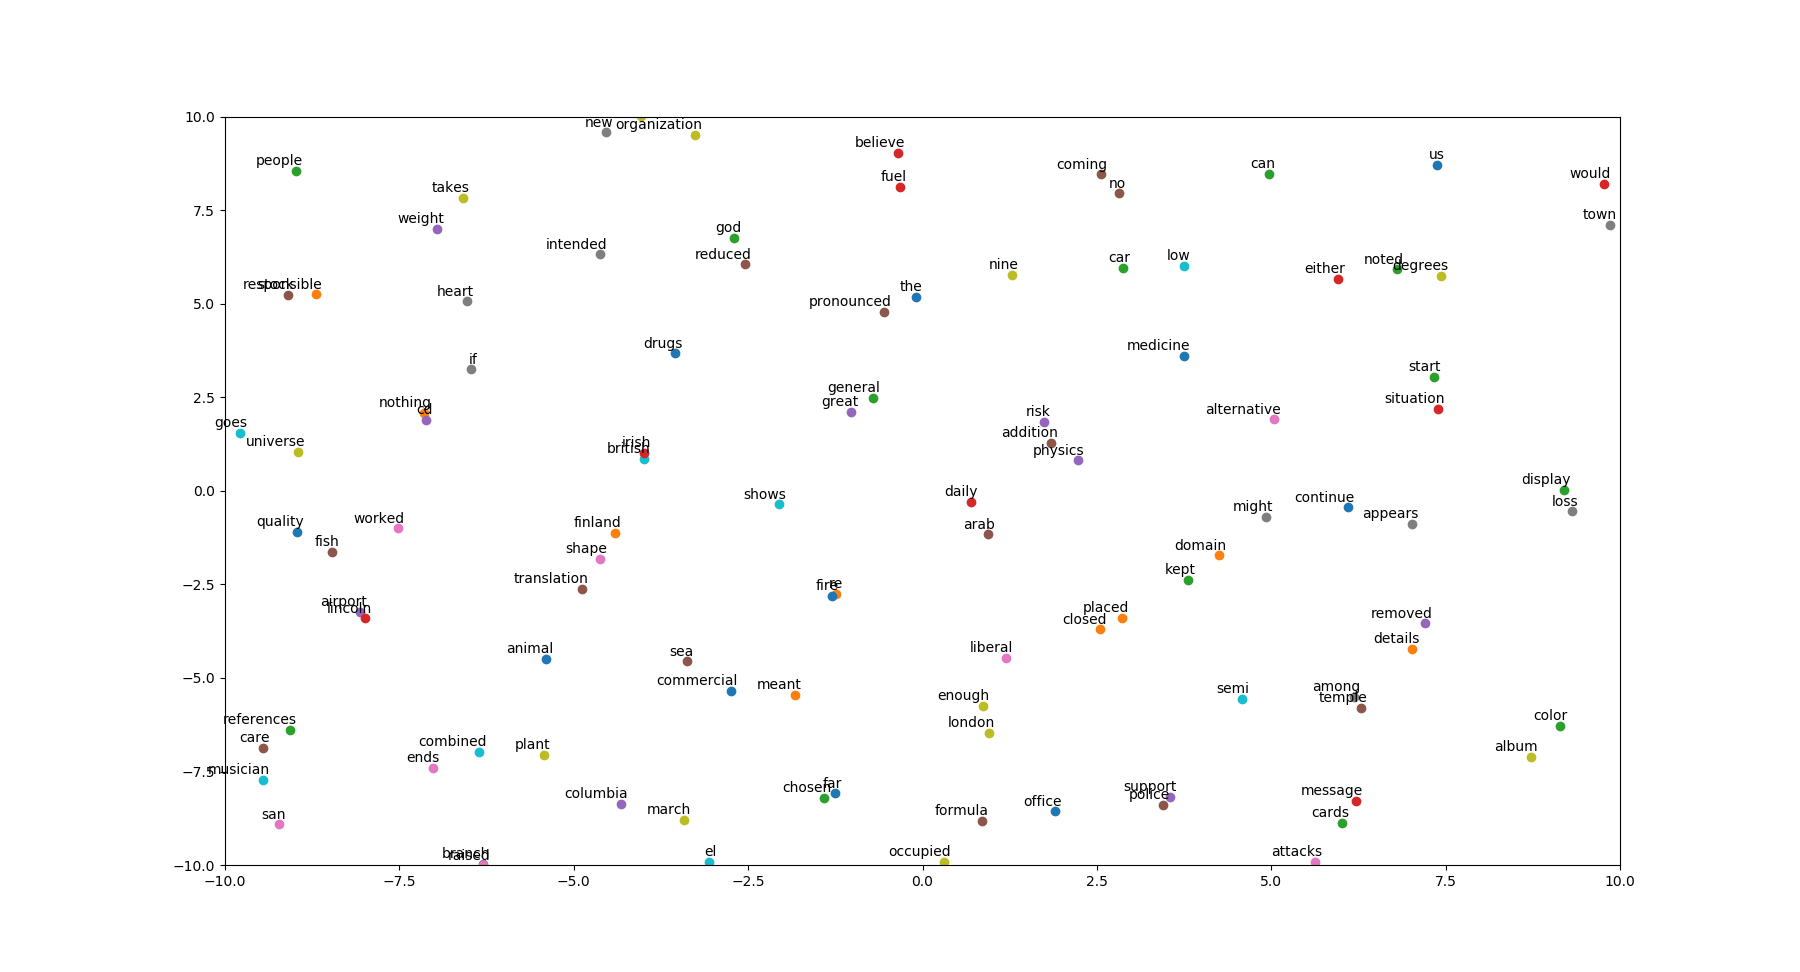 10.0
new
organization
believe
people
coming
can
us
would
fuel
no
takes
7.5
weight
town
god
intended
reduced
nine
car
low
either
noted
degrees
stock
responsible
heart
the
5.0
pronounced
drugs
medicine
if
start
general
2.5
nothing
cd
great
situation
risk
alternative
goes
universe
irish
british
addition
physics
display
0.0
shows
daily
continue
loss
quality
worked
finland
arab
might
appears
fish
shape
domain
translation
kept
−2.5
fire
re
airport
lincoln
placed
closed
removed
animal
sea
liberal
details
−5.0
commercial
meant
enough
semi
among
temple
references
london
color
care
combined
plant
album
ends
musician
−7.5
columbia
chosen
far
support
police
message
san
march
formula
office
cards
branch
raised
el
occupied
attacks
−10.0
−10.0 −7.5 −5.0 −2.5 0.0 2.5 5.0 7.5 10.0